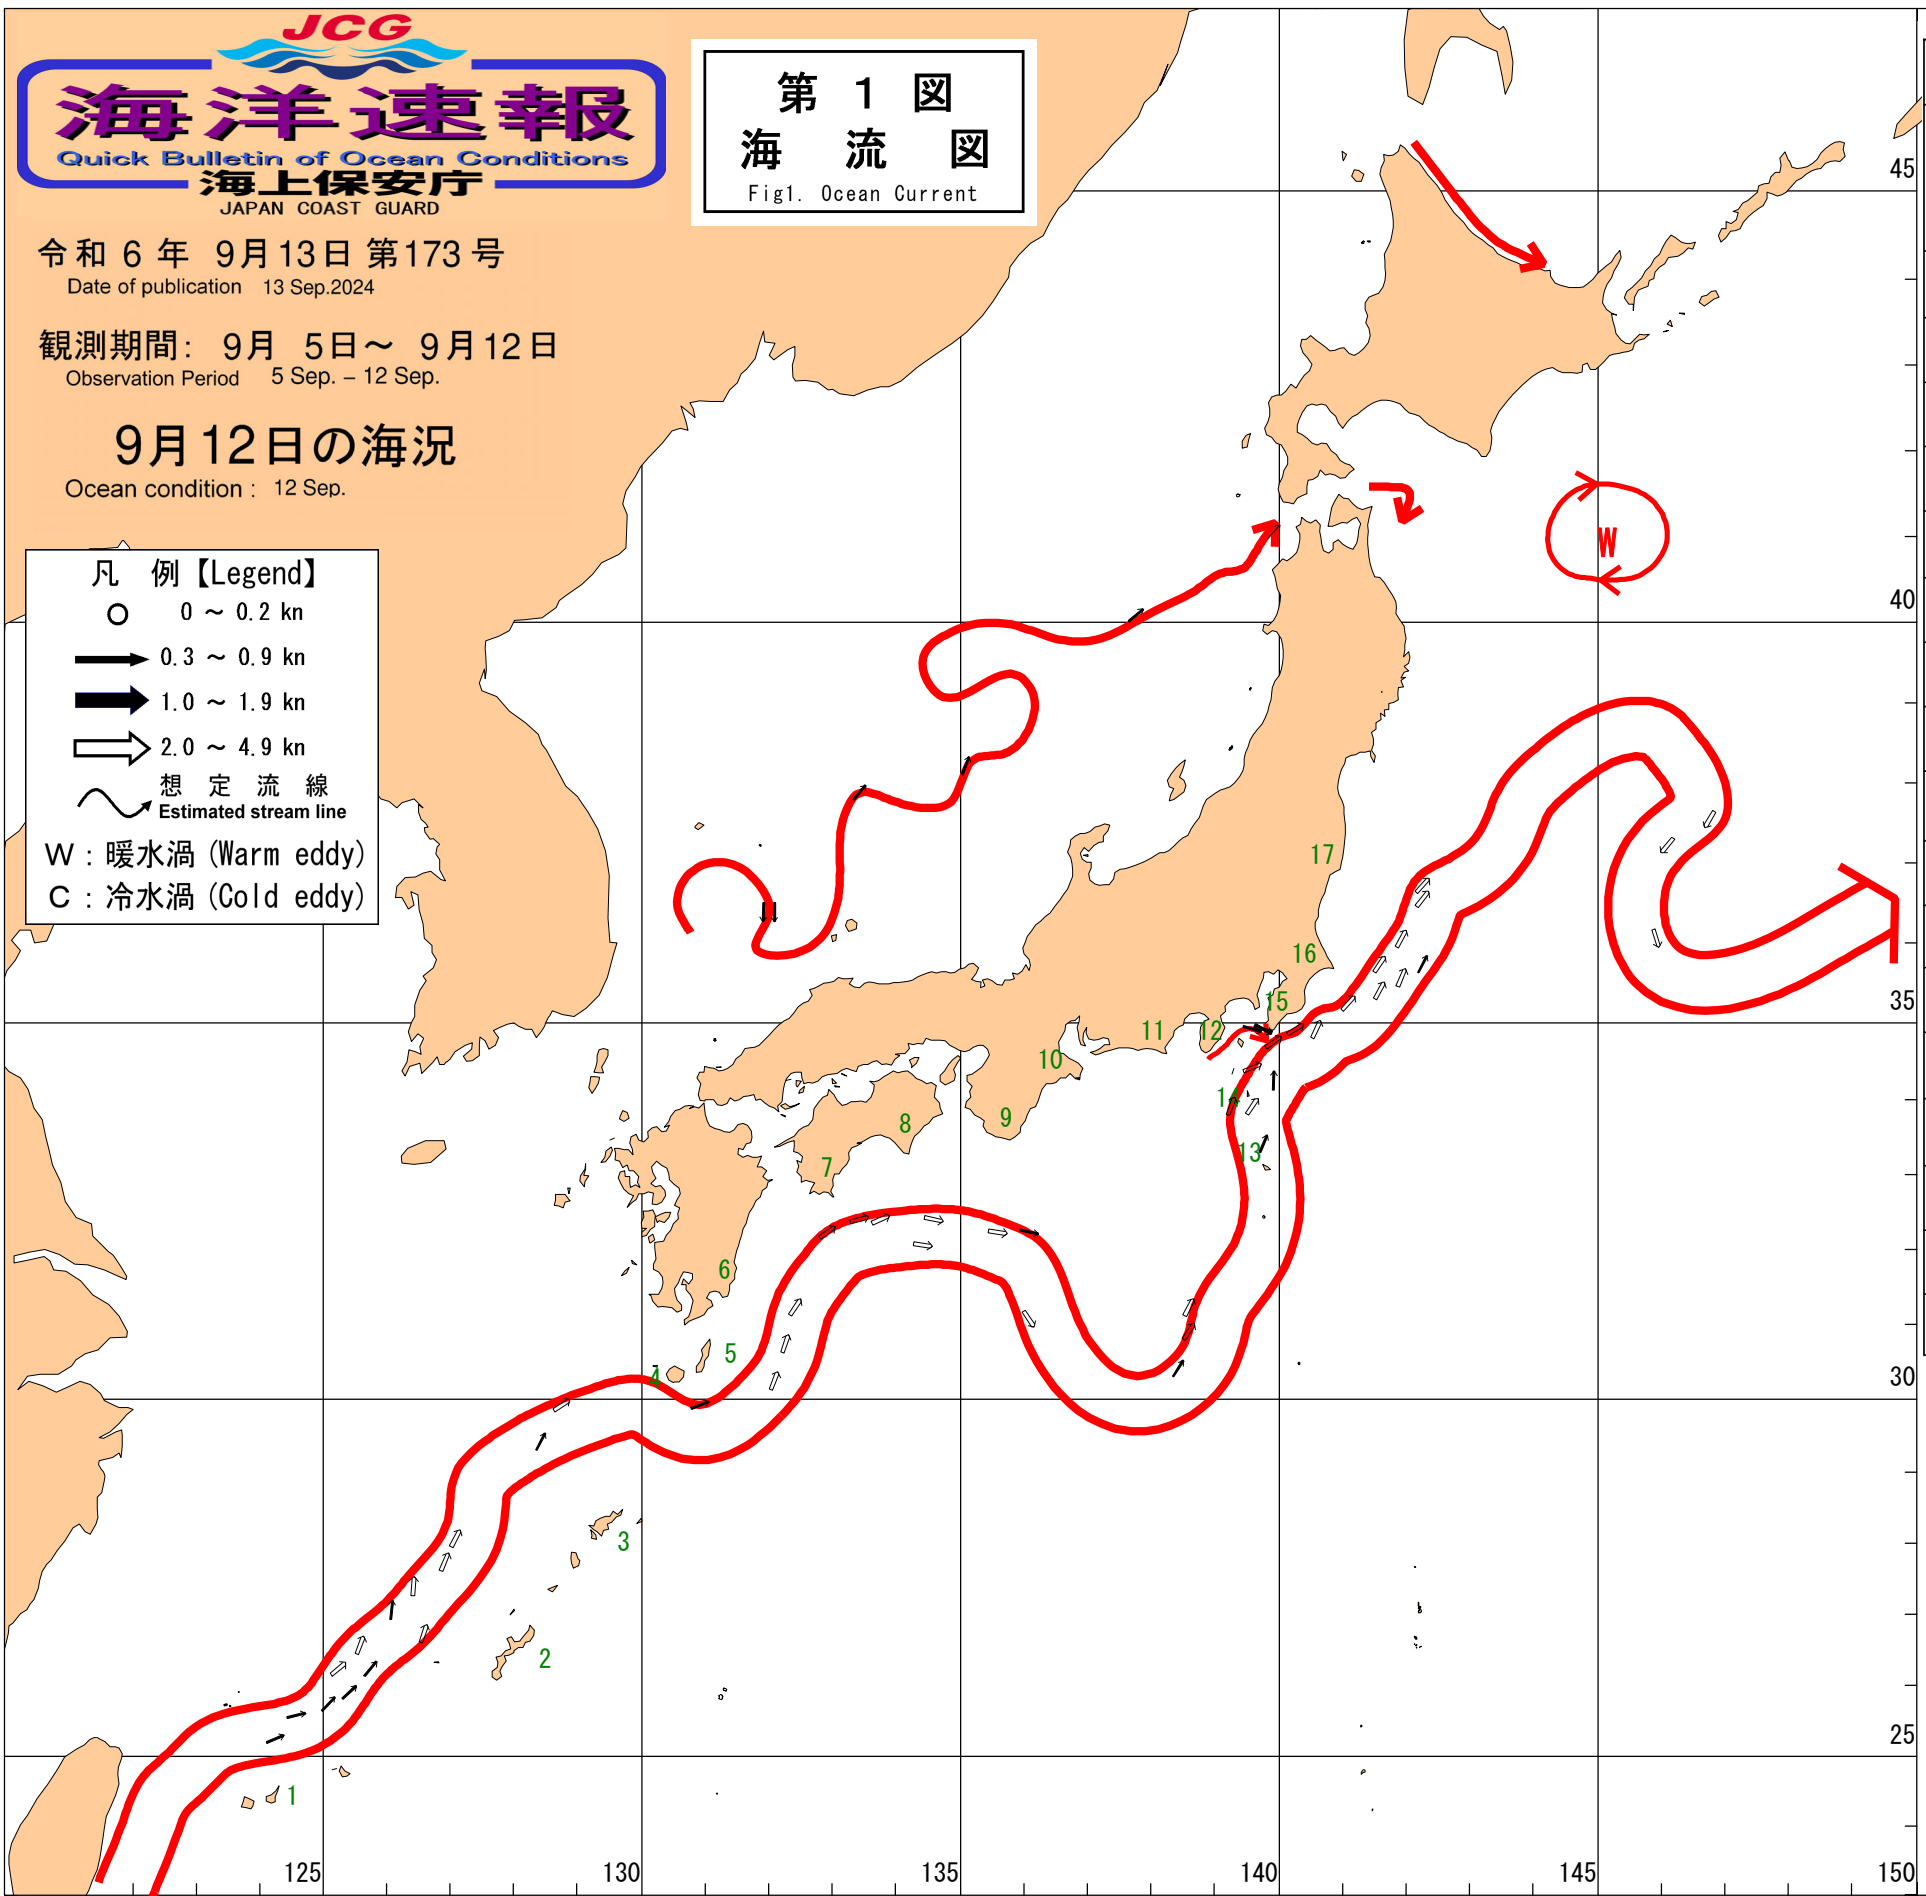 JCG
海洋速報
Quick Bulletin of Ocean Conditions
海上保安庁
JAPAN COAST GUARD
令和 6 年 9月13日 第173号
Date of publication 13 Sep.2024
観測期間: 9月 5日～ 9月12日
Observation Period 5 Sep. – 12 Sep.
9月12日の海況
Ocean condition : 12 Sep.
第 1 図
海 流 図
Fig1. Ocean Current
凡 例【Legend】
0 ～ 0.2 kn
0.3 ～ 0.9 kn
1.0 ～ 1.9 kn
2.0 ～ 4.9 kn
想 定 流 線
Estimated stream line
W : 暖水渦 (Warm eddy)
C : 冷水渦 (Cold eddy)
45
W
40
17
16
35
15
12
11
10
14
9
8
13
7
6
5
4
30
3
2
25
1
125
130
135
140
145
150